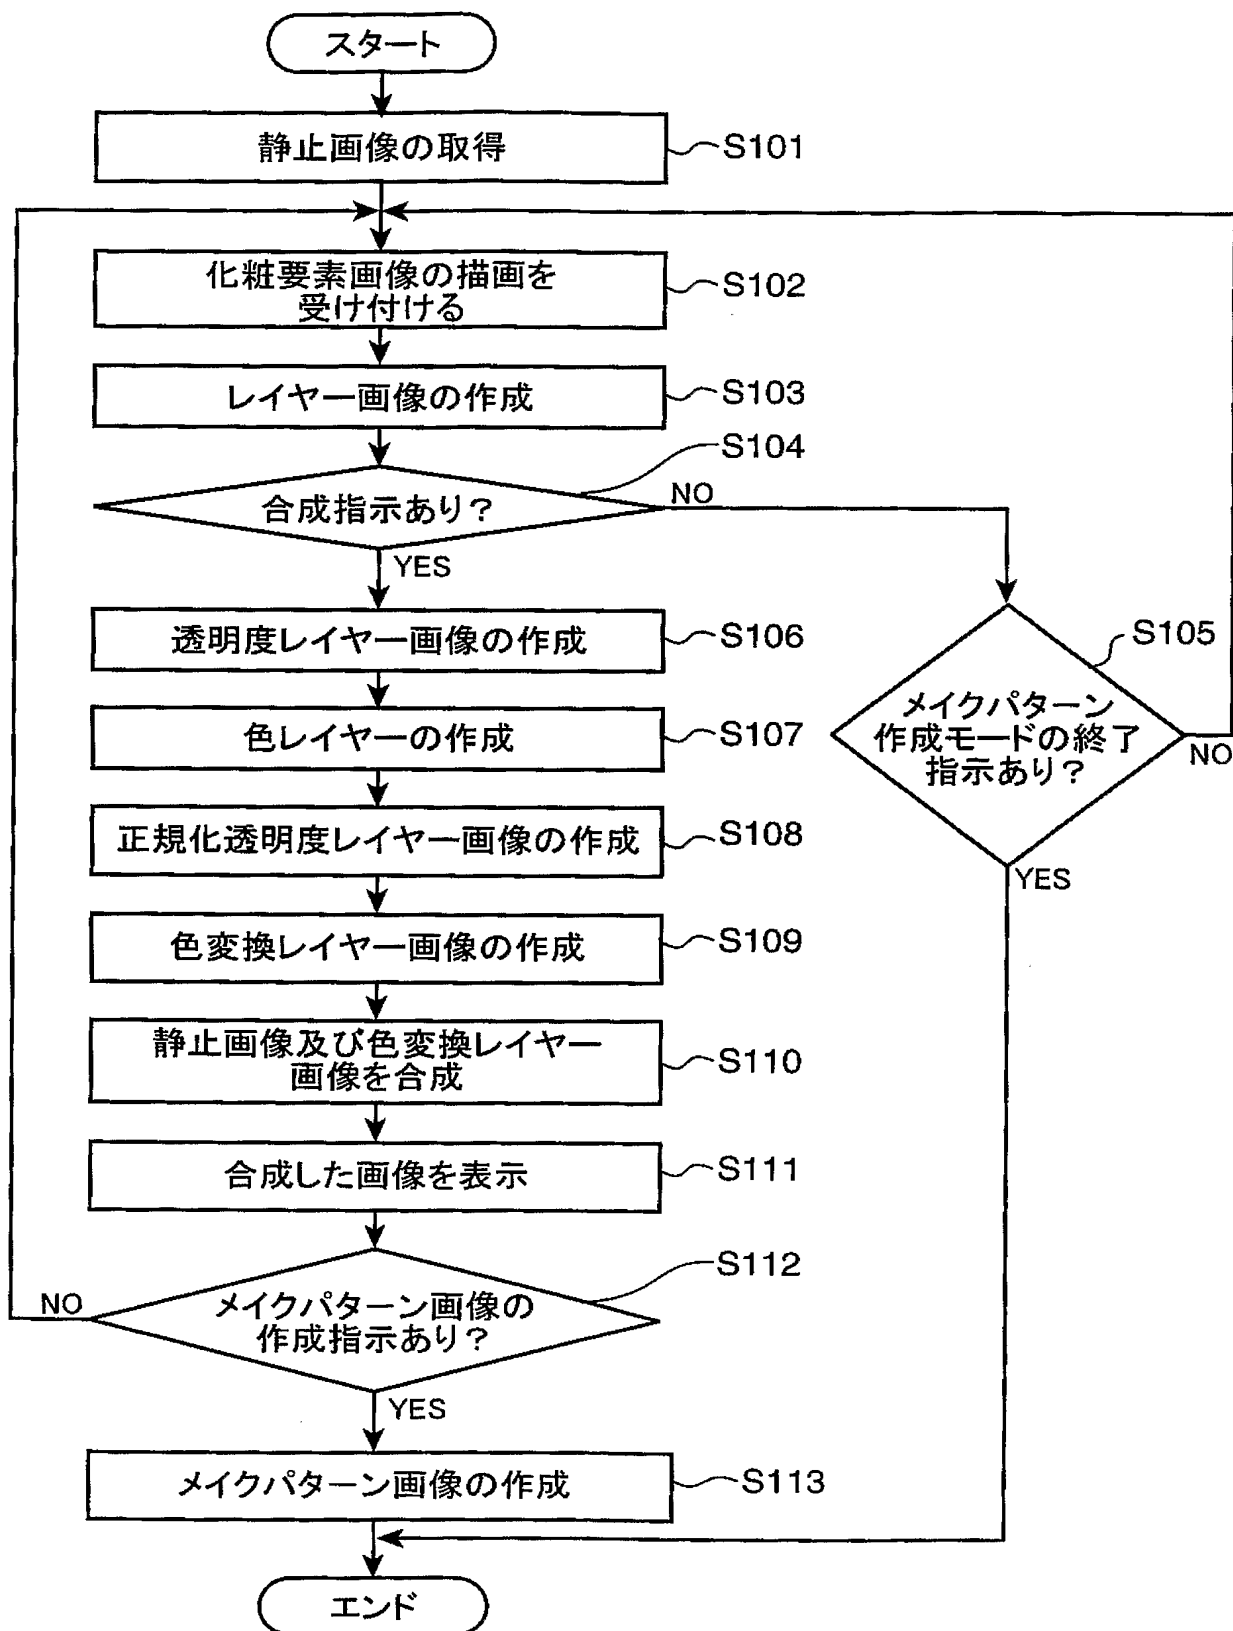 スタート
静止画像の取得
S101
化粧要素画像の描画を
受け付ける
S102
レイヤー画像の作成
S103
S104
合成指示あり?
NO
YES
S105
メイクパターン
作成モードの終了
指示あり?
NO
YES
透明度レイヤー画像の作成
S106
色レイヤーの作成
S107
正規化透明度レイヤー画像の作成
S108
色変換レイヤー画像の作成
S109
静止画像及び色変換レイヤー
画像を合成
S110
合成した画像を表示
S111
S112
メイクパターン画像の
作成指示あり?
NO
YES
メイクパターン画像の作成
S113
エンド